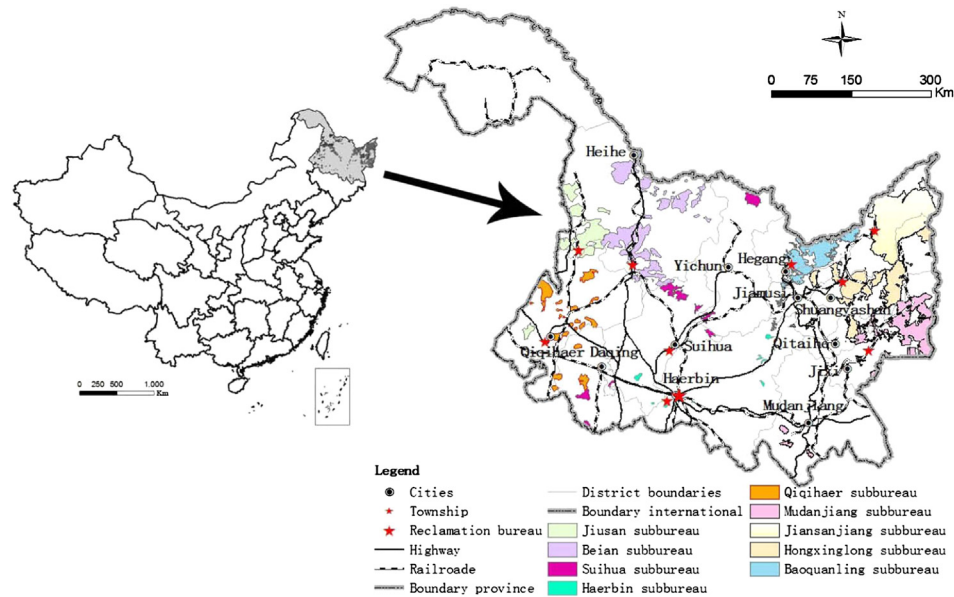 N
0 75 150 300
Km
Heihe
Yichun
Hegang
Jiamusi
Shuangyashan
Qiqihaer Daqing
Suihua
Qitaihe
Haerbin
Jixi
Mudanjiang
0 250 500 1,000
Km
Legend
Cities
Township
Reclamation bureau
Highway
Railroade
Boundary province
District boundaries
Boundary international
Jiusan subbureau
Beian subbureau
Suihua subbureau
Haerbin subbureau
Qiqihaer subbureau
Mudanjiang subbureau
Jiansanjiang subbureau
Hongxinglong subbureau
Baoquanling subbureau